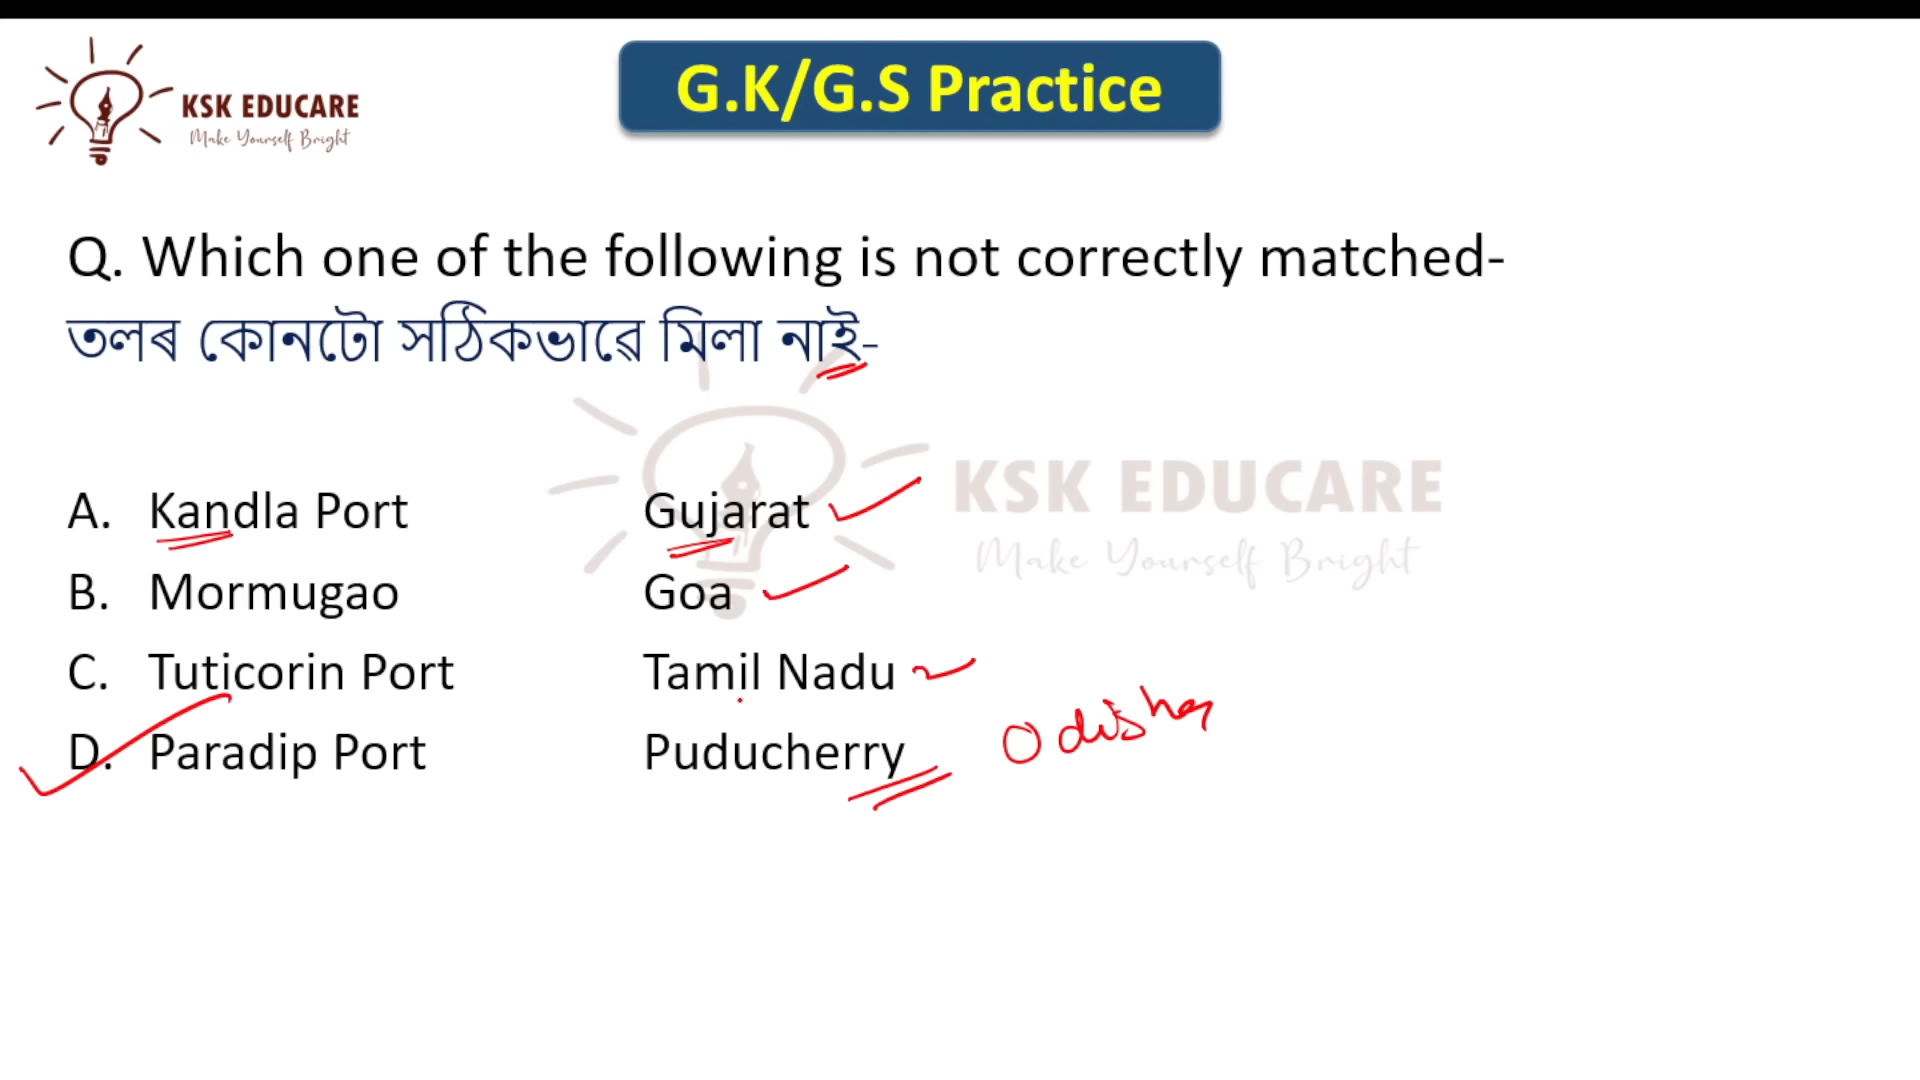 KSK EDUCARE
Make Yourself Bright
G.K/G.S Practice
Q. Which one of the following is not correctly matched-
তলৰ কোনটো সঠিকভাৱে মিলা নাই-
KSK EDUCARE
Make Yourself Bright
A. Kandla Port Gujarat
B. Mormugao Goa
C. Tuticorin Port Tamil Nadu
D. Paradip Port Puducherry Odisha